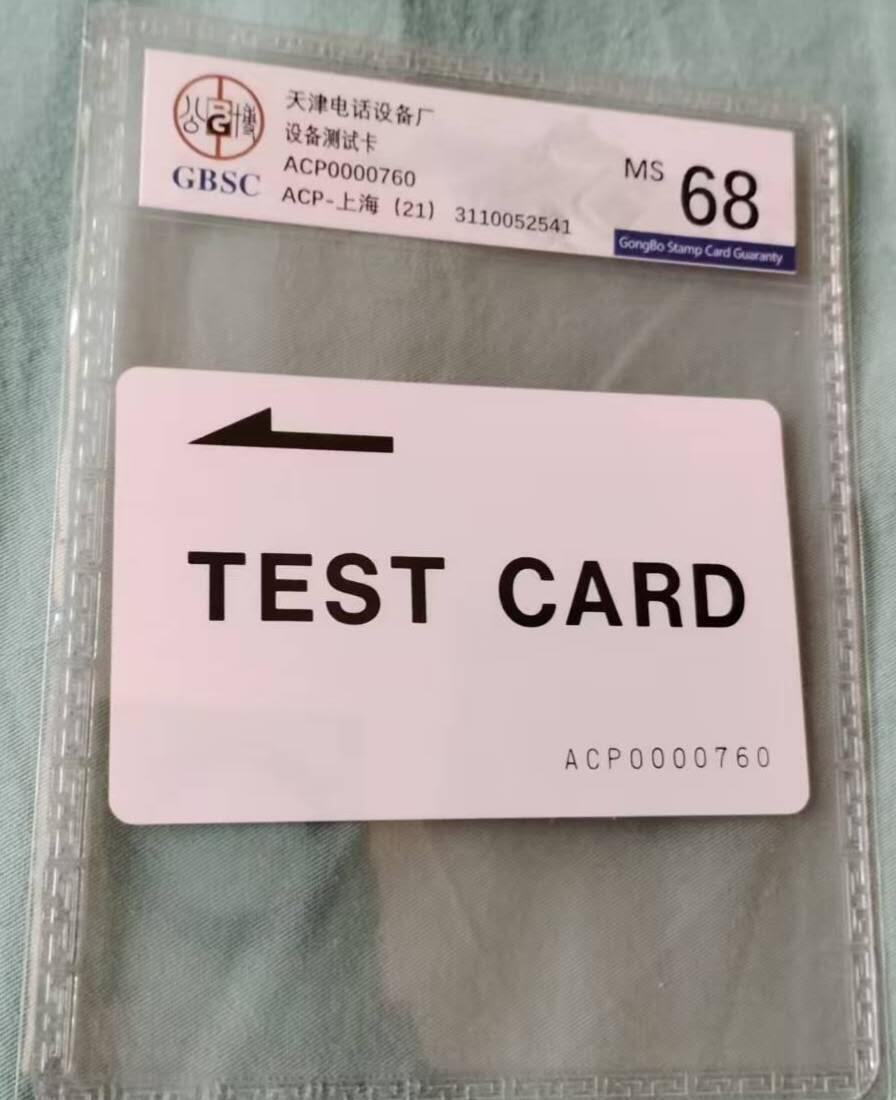 天津电话设备厂
设备测试卡
ACP0000760
ACP-上海 (21) 3110052541
GBSC
MS 68
GongBo Stamp Card Guaranty
TEST CARD
ACP0000760